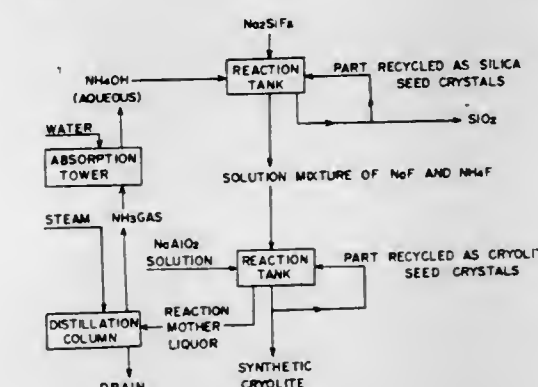 Na2SiF6
NH4OH
(AQUEOUS)
REACTION
TANK
PART RECYCLED AS SILICA
SEED CRYSTALS
SiO2
WATER
ABSORPTION
TOWER
SOLUTION MIXTURE OF NaF AND NH4F
STEAM
NH3GAS
NaAlO2
SOLUTION
REACTION
TANK
PART RECYCLED AS CRYOLIT
SEED CRYSTALS
REACTION
MOTHER
LIQUOR
DISTILLATION
COLUMN
DRAIN
SYNTHETIC
CRYOLITE